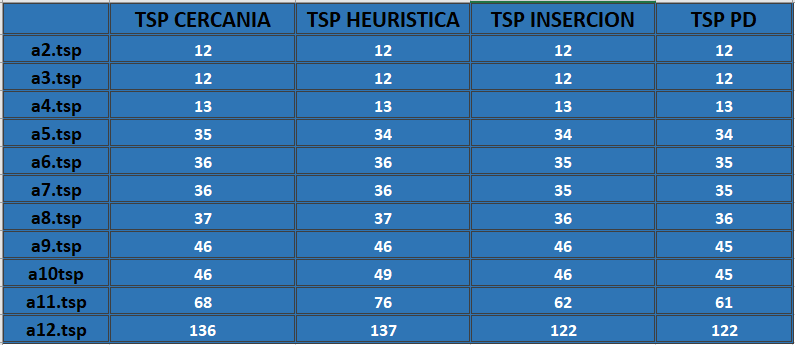 TSP CERCANIA TSP HEURISTICA TSP INSERCION TSP PD
a2.tsp 12 12 12 12
a3.tsp 12 12 12 12
a4.tsp 13 13 13 13
a5.tsp 35 34 34 34
a6.tsp 36 36 35 35
a7.tsp 36 36 35 35
a8.tsp 37 37 36 36
a9.tsp 46 46 46 45
a10tsp 46 49 46 45
a11.tsp 68 76 62 61
a12.tsp 136 137 122 122